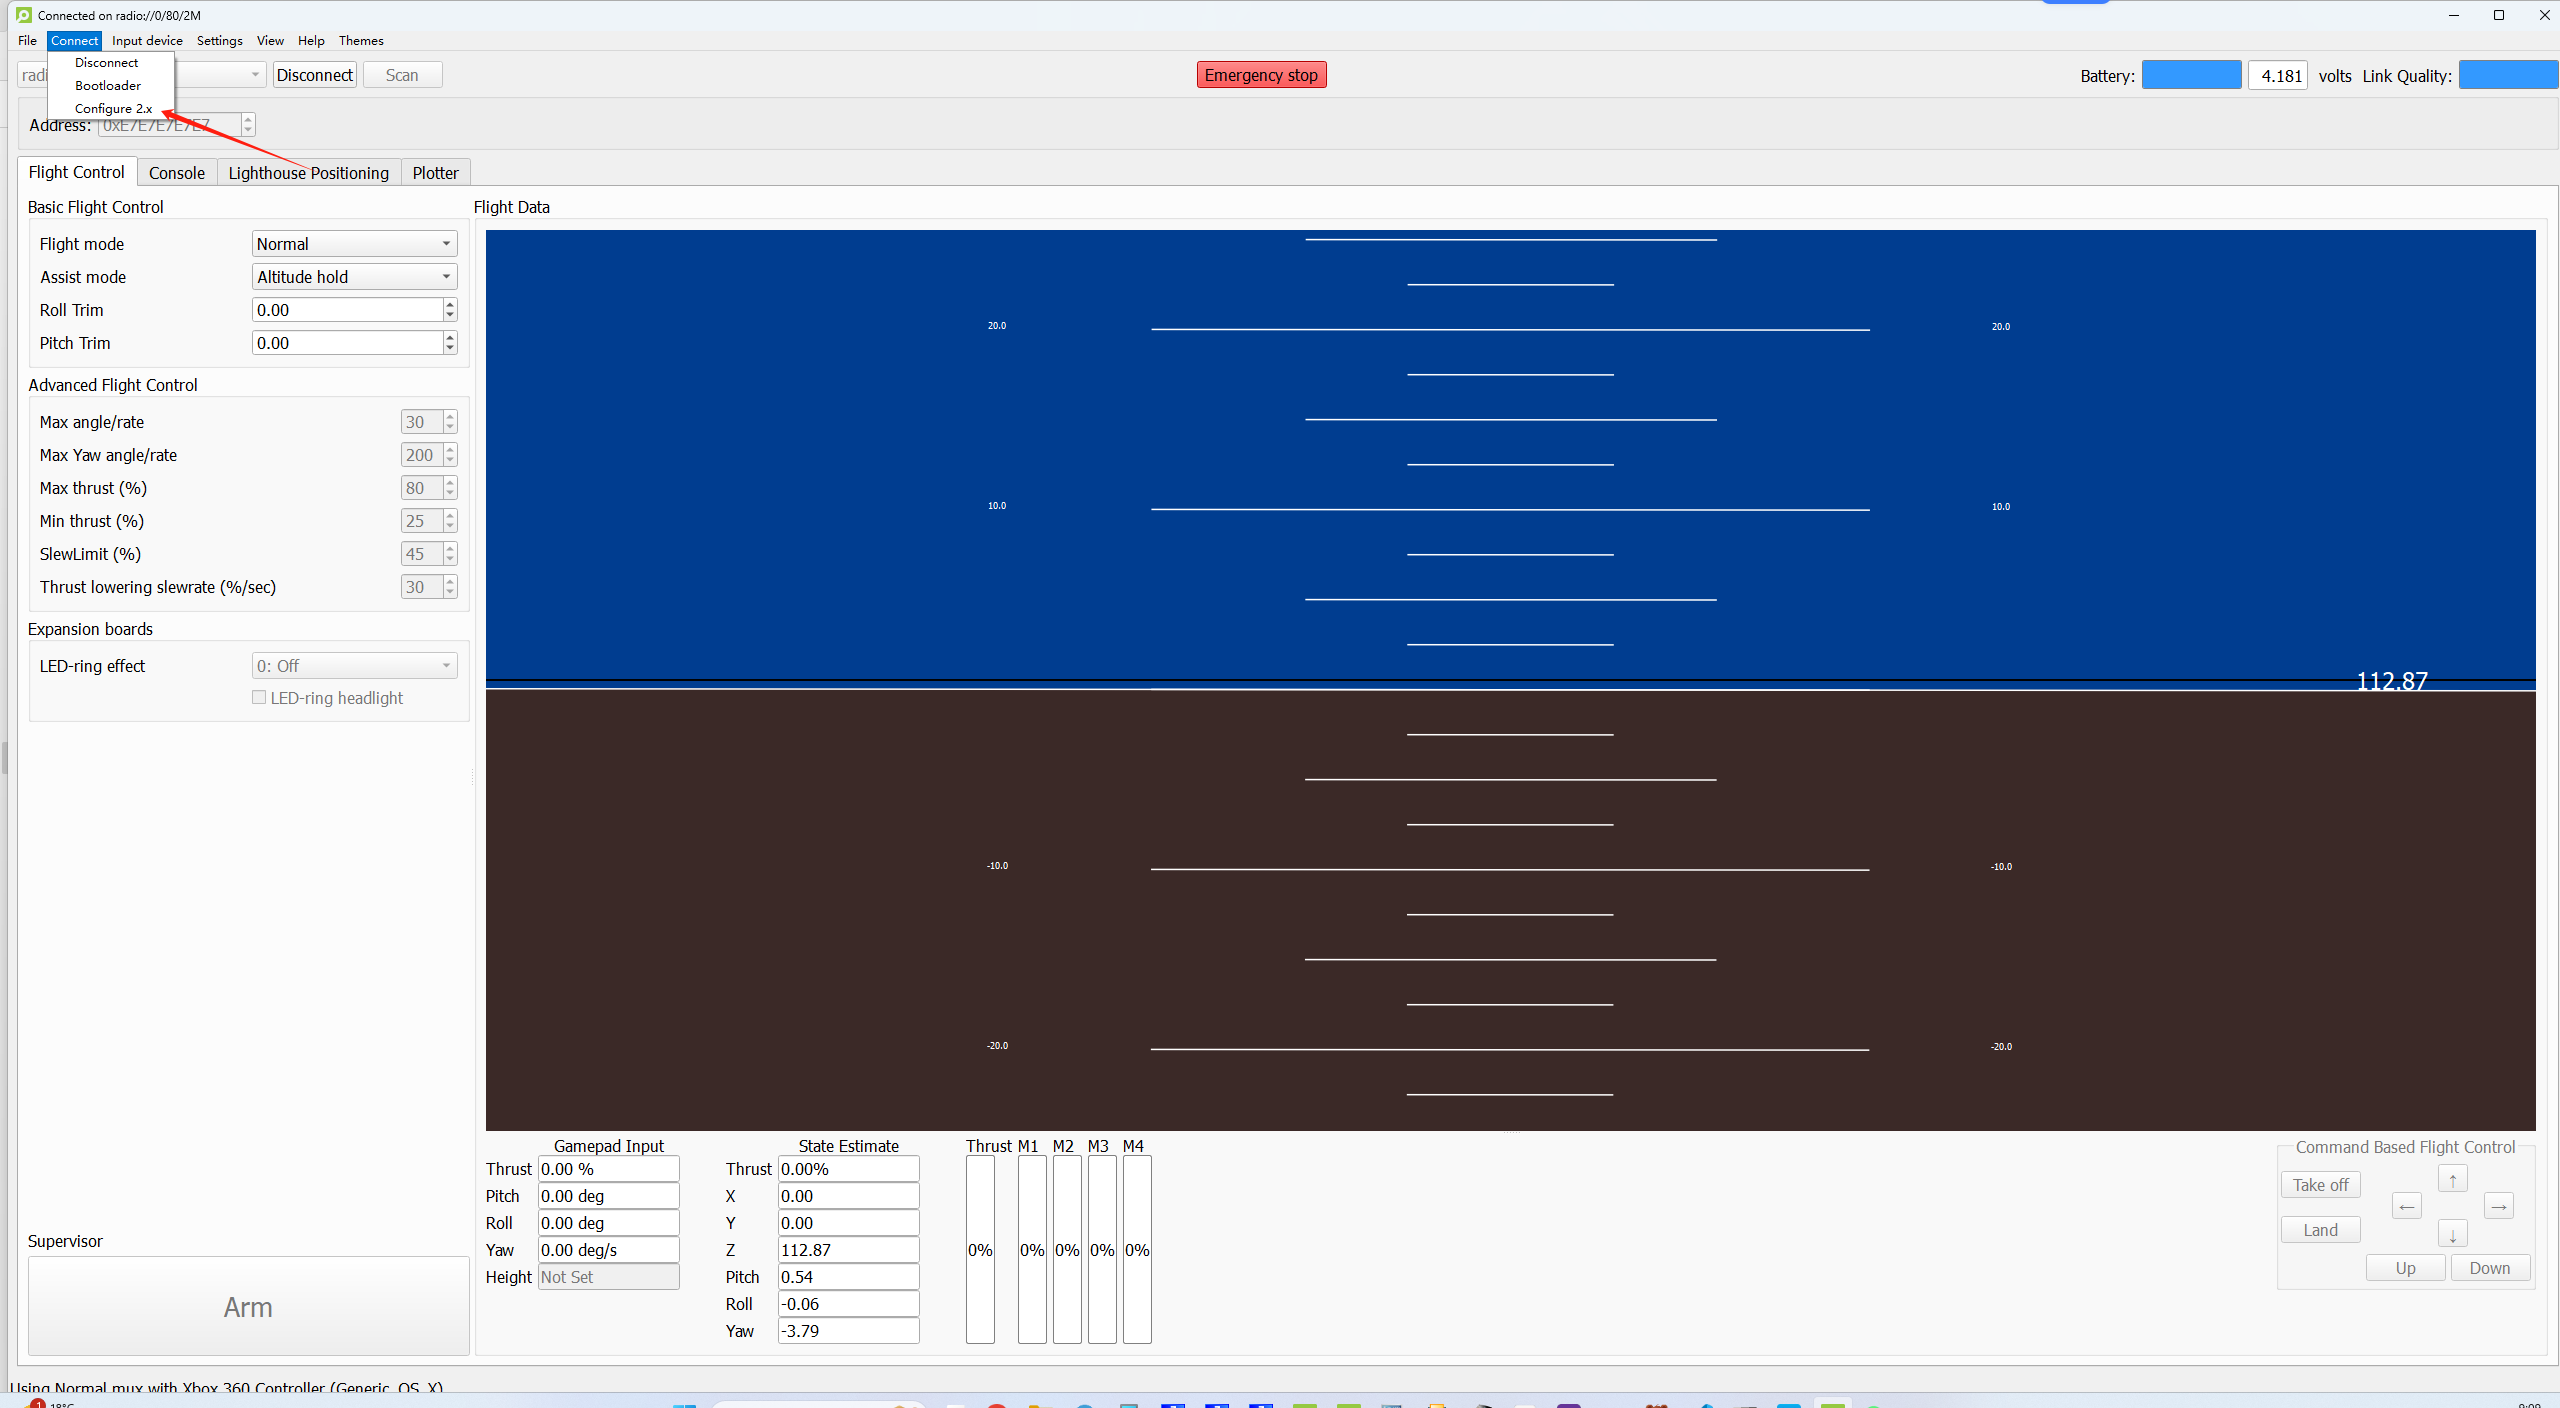 Connected on radio://0/80/2M
File Connect Input device Settings View Help Themes
Disconnect
Bootloader
Configure 2.x
radi Disconnect Scan Emergency stop Battery: 4.181 volts Link Quality:
Address: 0xE7E7E7E7E7
Flight Control Console Lighthouse Positioning Plotter
Basic Flight Control
Flight mode Normal
Assist mode Altitude hold
Roll Trim 0.00
Pitch Trim 0.00
Advanced Flight Control
Max angle/rate 30
Max Yaw angle/rate 200
Max thrust (%) 80
Min thrust (%) 25
SlewLimit (%) 45
Thrust lowering slewrate (%/sec) 30
Expansion boards
LED-ring effect 0: Off
LED-ring headlight
Supervisor
Arm
Flight Data
20.0 20.0
10.0 10.0
112.87
-10.0 -10.0
-20.0 -20.0
Gamepad Input
Thrust 0.00 %
Pitch 0.00 deg
Roll 0.00 deg
Yaw 0.00 deg/s
Height Not Set
State Estimate
Thrust 0.00%
X 0.00
Y 0.00
Z 112.87
Pitch 0.54
Roll -0.06
Yaw -3.79
Thrust M1 M2 M3 M4
0% 0% 0% 0% 0%
Command Based Flight Control
Take off ↑
← →
Land ↓
Up Down
Using Normal mux with Xbox 360 Controller (Generic OS X)
1 18°C